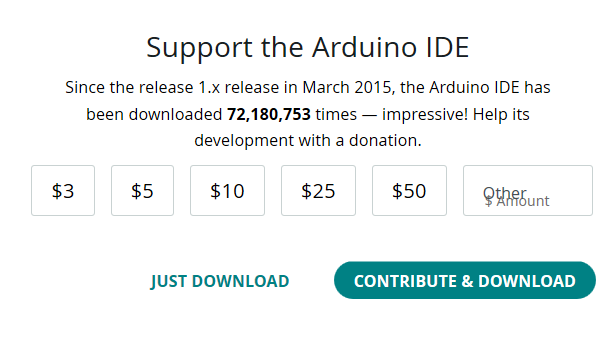 Support the Arduino IDE
Since the release 1.x release in March 2015, the Arduino IDE has
been downloaded 72,180,753 times — impressive! Help its
development with a donation.
$3 $5 $10 $25 $50 Other
$ Amount
JUST DOWNLOAD CONTRIBUTE & DOWNLOAD